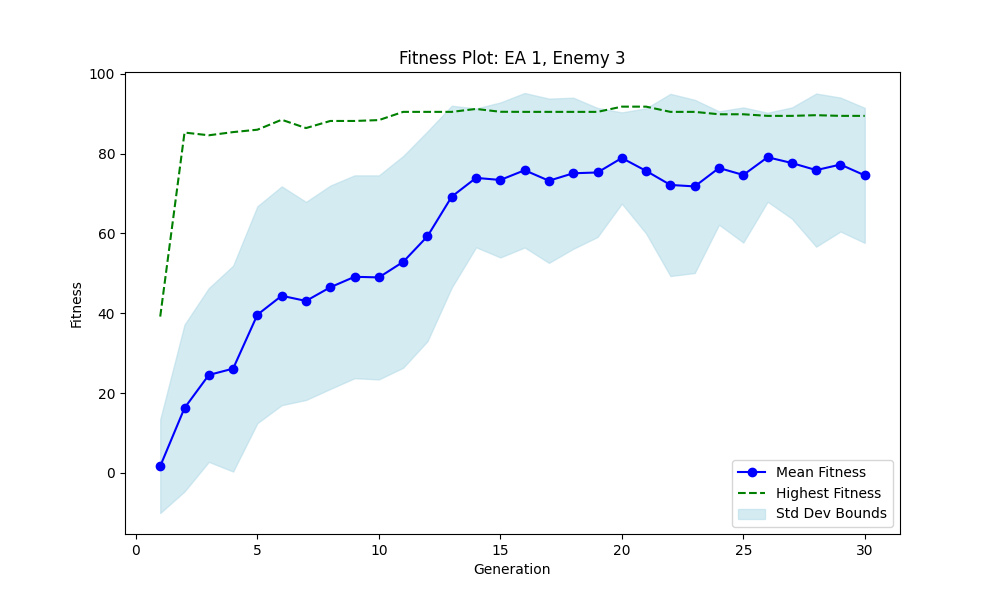 Fitness Plot: EA 1, Enemy 3
100
80
60
40
20
0
Fitness
0 5 10 15 20 25 30
Generation
Mean Fitness
Highest Fitness
Std Dev Bounds